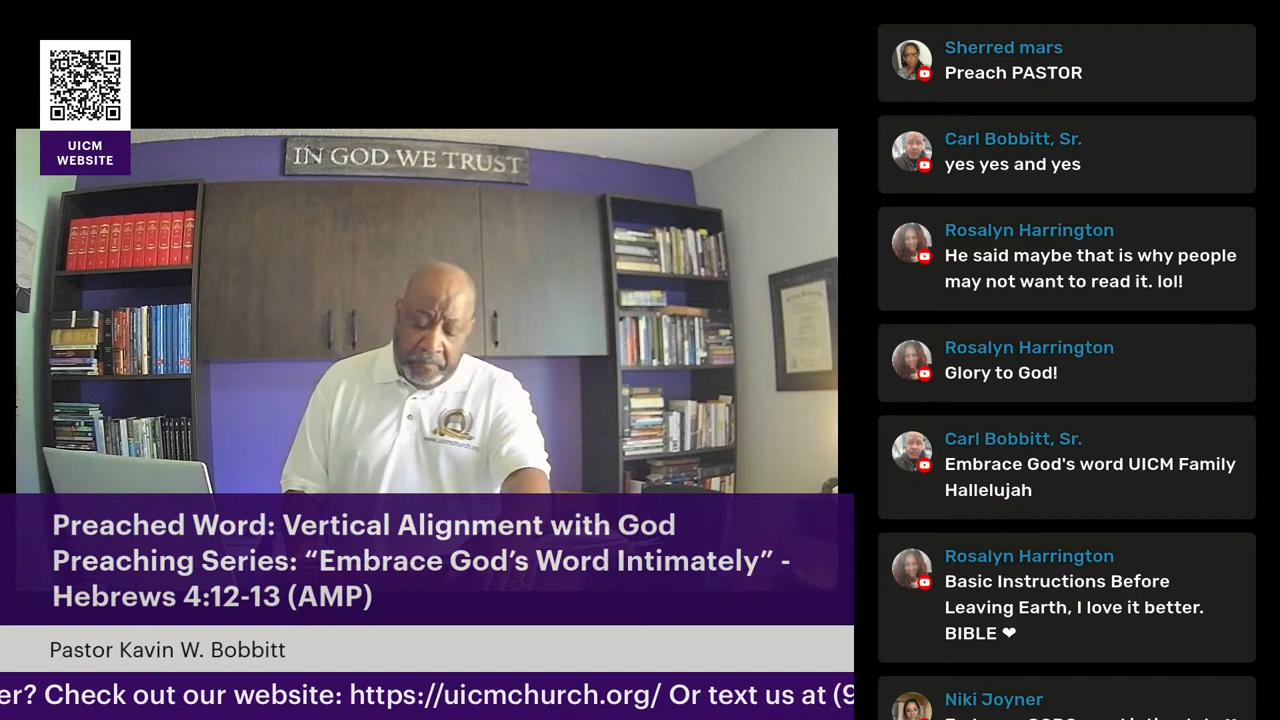 UICM
WEBSITE
IN GOD WE TRUST
Preached Word: Vertical Alignment with God
Preaching Series: “Embrace God’s Word Intimately” -
Hebrews 4:12-13 (AMP)
Pastor Kavin W. Bobbitt
er? Check out our website: https://uicmchurch.org/ Or text us at (9
Sherred mars
Preach PASTOR
Carl Bobbitt, Sr.
yes yes and yes
Rosalyn Harrington
He said maybe that is why people
may not want to read it. lol!
Rosalyn Harrington
Glory to God!
Carl Bobbitt, Sr.
Embrace God's word UICM Family
Hallelujah
Rosalyn Harrington
Basic Instructions Before
Leaving Earth, I love it better.
BIBLE ❤
Niki Joyner